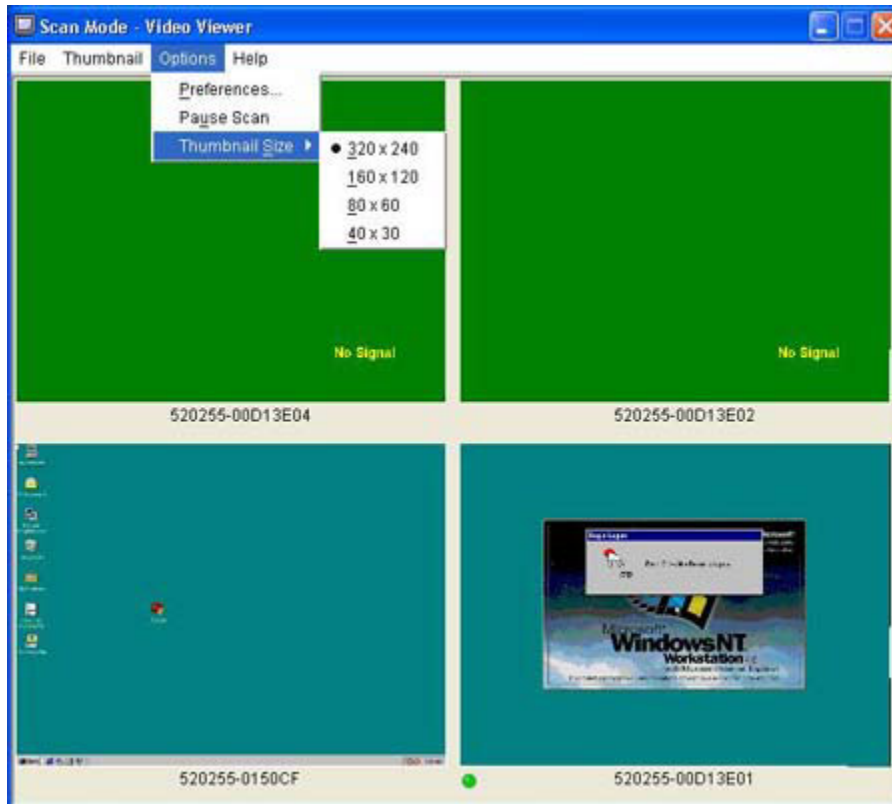 Scan Mode - Video Viewer
File Thumbnail Options Help
Preferences...
Pause Scan
Thumbnail Size
320 x 240
160 x 120
80 x 60
40 x 30
No Signal
No Signal
520255-00D13E04
520255-00D13E02
Microsoft
WindowsNT
Workstation
520255-0150CF
520255-00D13E01